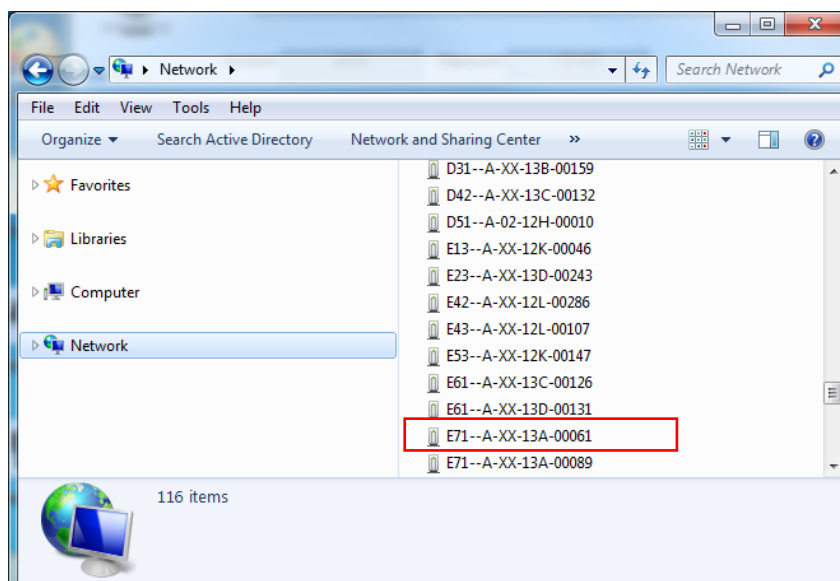 Network
Search Network
File Edit View Tools Help
Organize Search Active Directory Network and Sharing Center »
Favorites
Libraries
Computer
Network
D31--A-XX-13B-00159
D42--A-XX-13C-00132
D51--A-02-12H-00010
E13--A-XX-12K-00046
E23--A-XX-13D-00243
E42--A-XX-12L-00286
E43--A-XX-12L-00107
E53--A-XX-12K-00147
E61--A-XX-13C-00126
E61--A-XX-13D-00131
E71--A-XX-13A-00061
E71--A-XX-13A-00089
116 items